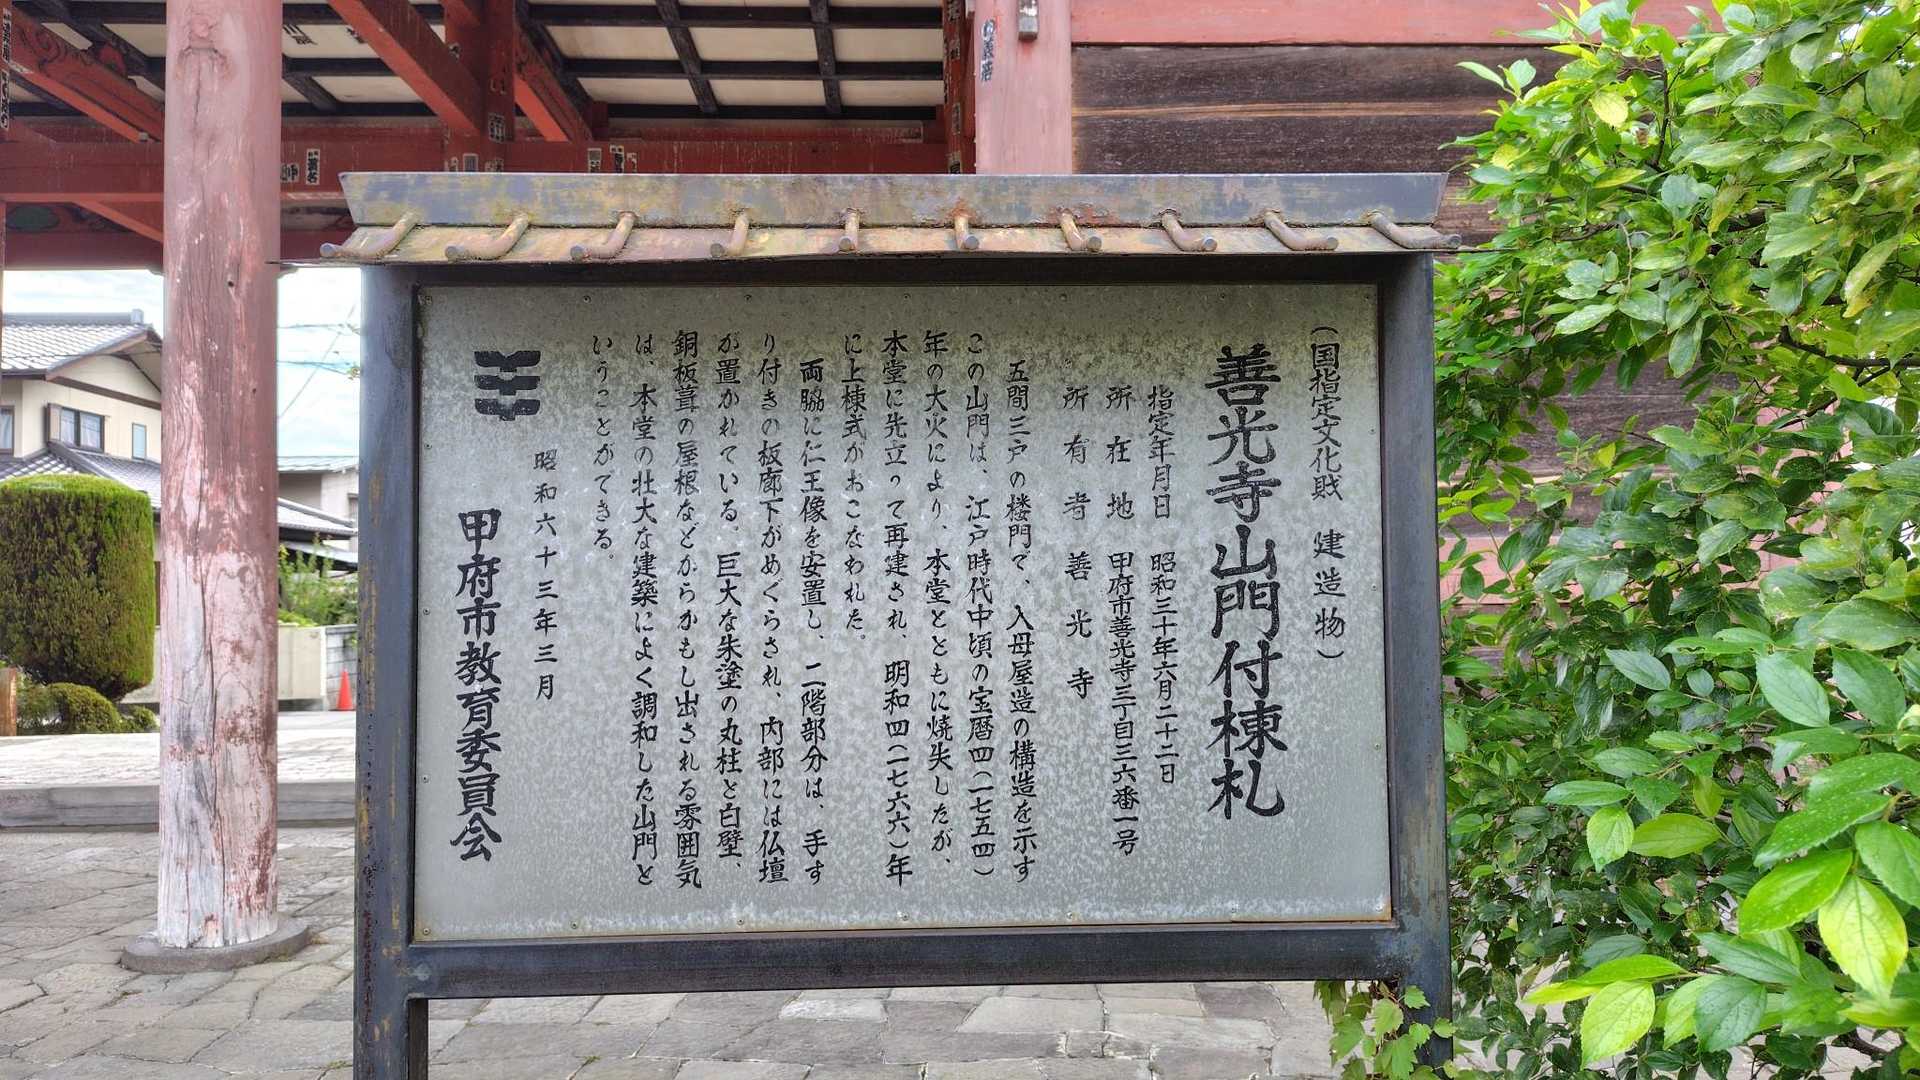 （国指定文化財　建造物）
善光寺山門付棟札
指定年月日　昭和三十年六月二十二日
所在地　甲府市善光寺三丁目三六番一号
所有者　善光寺
五間三戸の楼門で、入母屋造の構造を示す
この山門は、江戸時代中頃の宝暦四（一七五四）
年の大火により、本堂とともに焼失したが、
本堂に先立って再建され、明和四（一七六六）年
に上棟式がおこなわれた。
両脇に仁王像を安置し、二階部分は、手す
り付きの板廊下がめぐらされ、内部には仏壇
が置かれている。巨大な朱塗の丸柱と白壁、
銅板葺の屋根などからかもし出される雰囲気
は、本堂の壮大な建築によく調和した山門と
いうことができる。
昭和六十三年三月
甲府市教育委員会